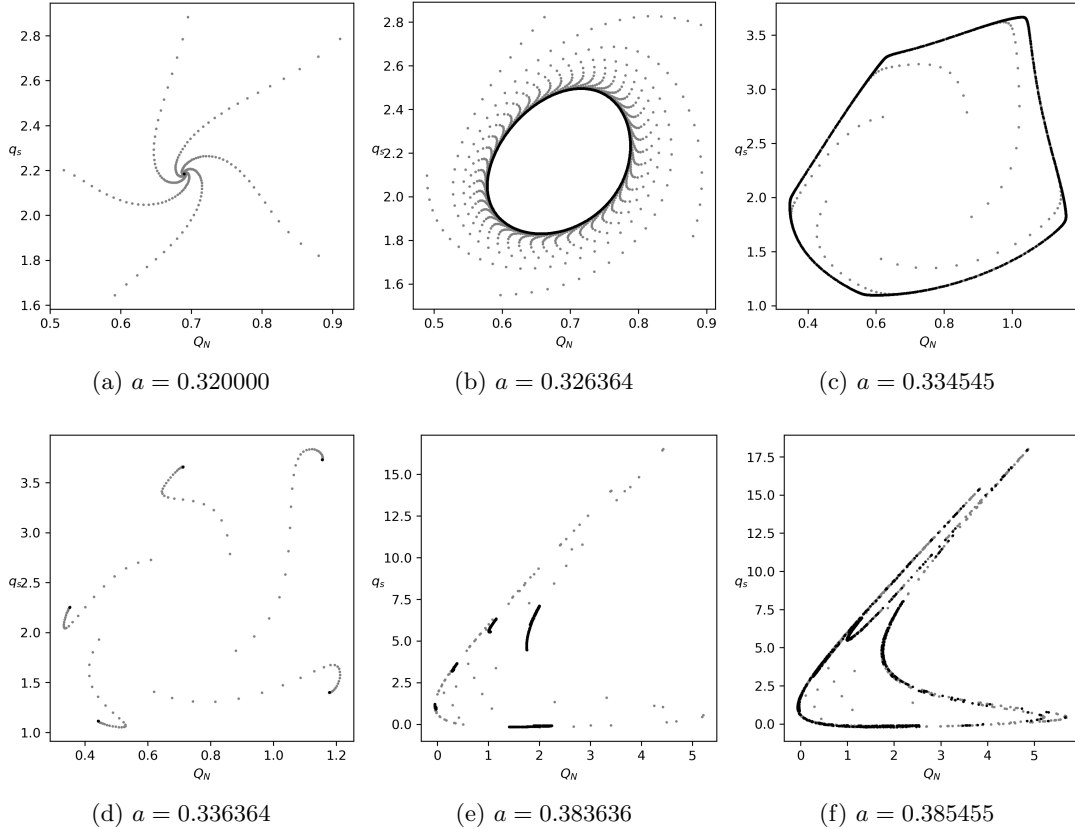 2.8
2.6
2.4
q_s
2.2
2.0
1.8
1.6
0.5 0.6 0.7 0.8 0.9
Q_N
(a) a = 0.320000
2.8
2.6
2.4
q_s
2.2
2.0
1.8
1.6
0.5 0.6 0.7 0.8 0.9
Q_N
(b) a = 0.326364
3.5
3.0
2.5
q_s
2.0
1.5
1.0
0.4 0.6 0.8 1.0
Q_N
(c) a = 0.334545
3.5
3.0
q_s
2.5
2.0
1.5
1.0
0.4 0.6 0.8 1.0 1.2
Q_N
(d) a = 0.336364
15.0
12.5
10.0
q_s
7.5
5.0
2.5
0.0
0 1 2 3 4 5
Q_N
(e) a = 0.383636
17.5
15.0
12.5
10.0
q_s
7.5
5.0
2.5
0.0
0 1 2 3 4 5
Q_N
(f) a = 0.385455